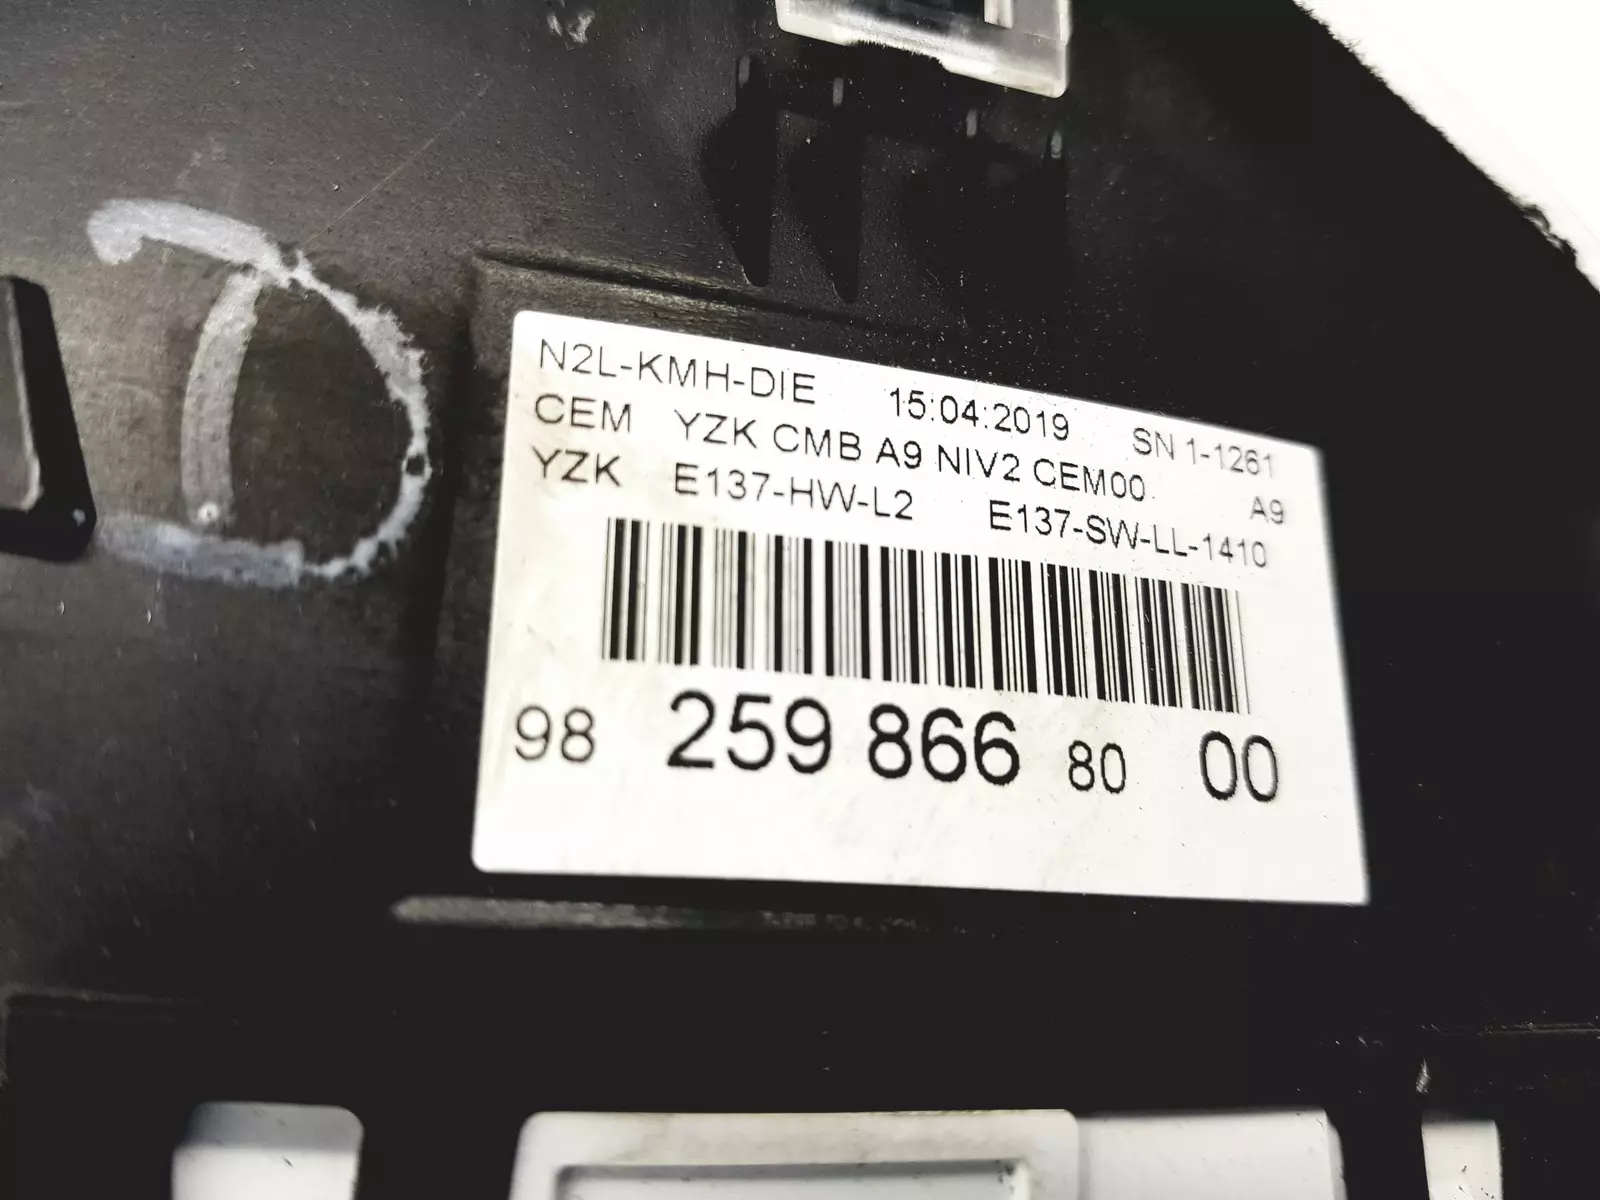 D
N2L-KMH-DIE 15:04:2019 SN 1-1261
CEM YZK CMB A9 NIV2 CEM00 A9
YZK E137-HW-L2 E137-SW-LL-1410
98 259 866 80 00